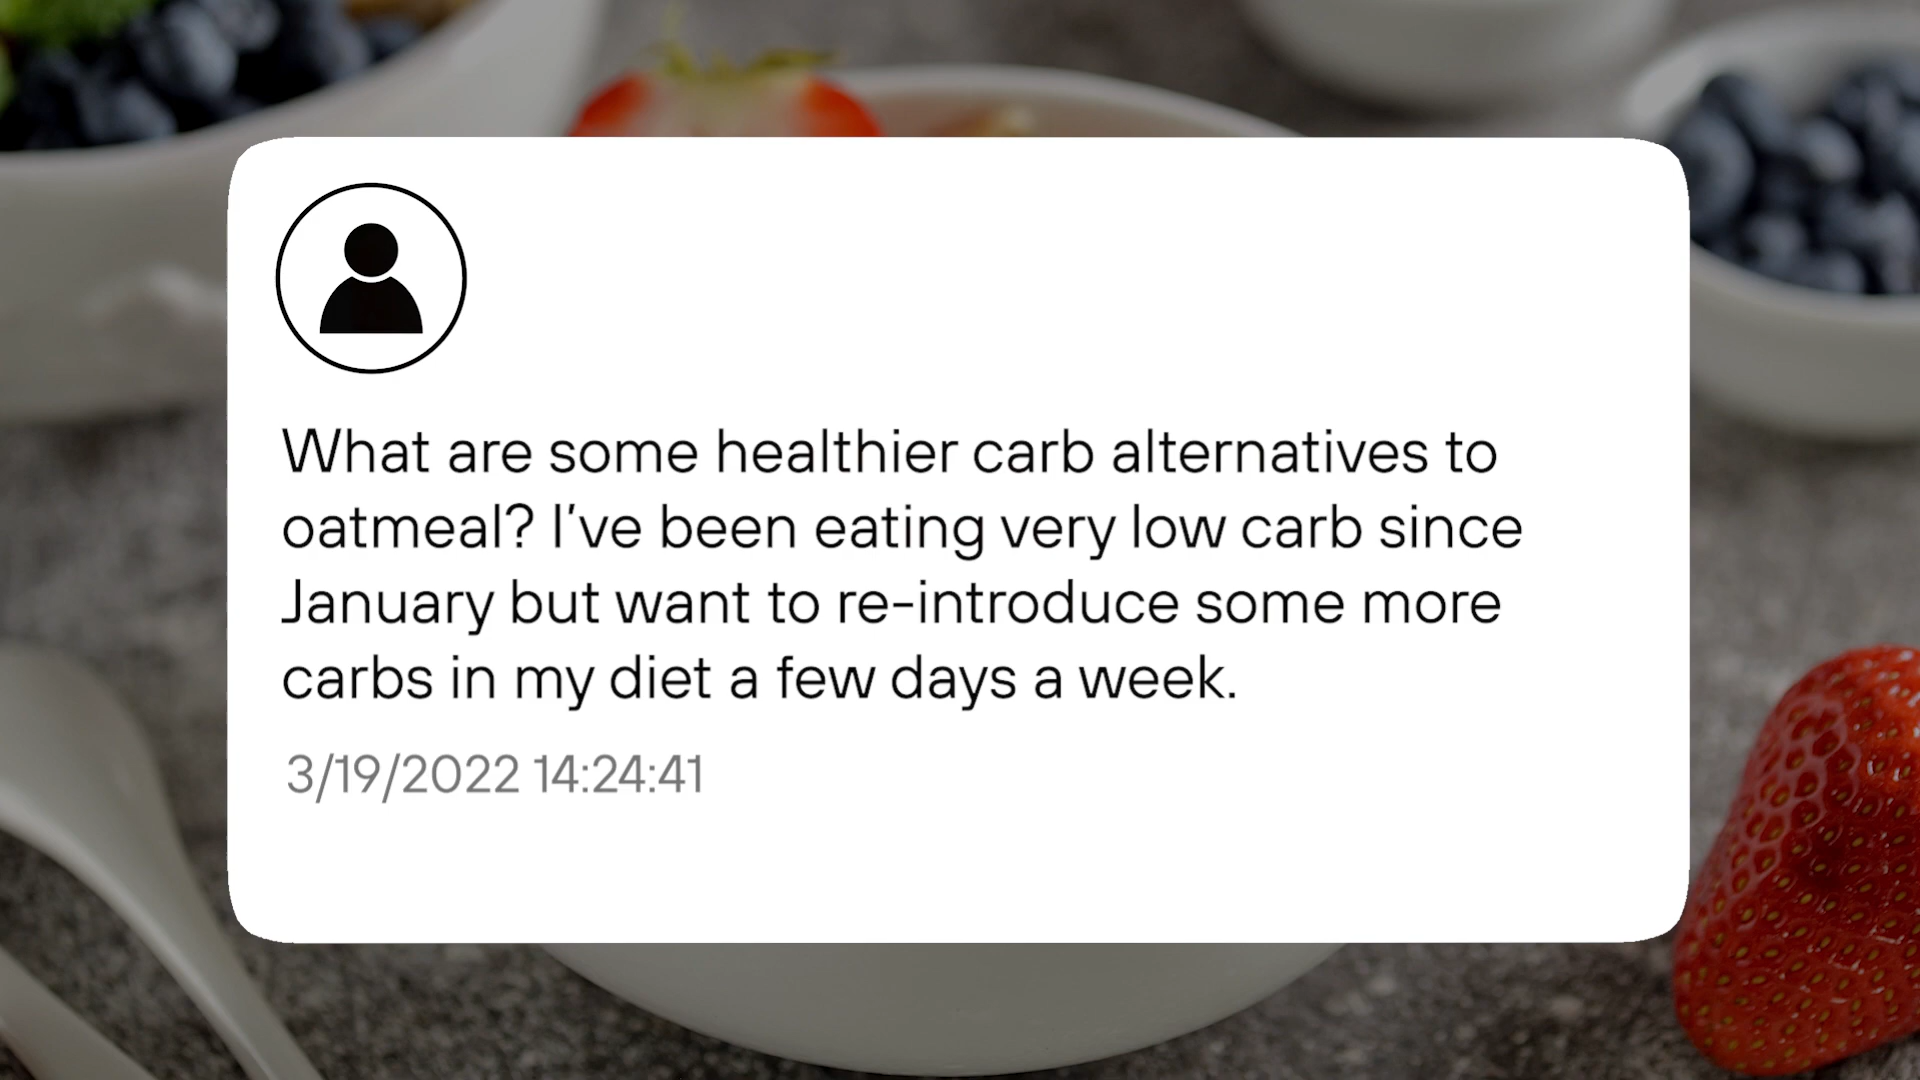 What are some healthier carb alternatives to
oatmeal? I've been eating very low carb since
January but want to re-introduce some more
carbs in my diet a few days a week.
3/19/2022 14:24:41